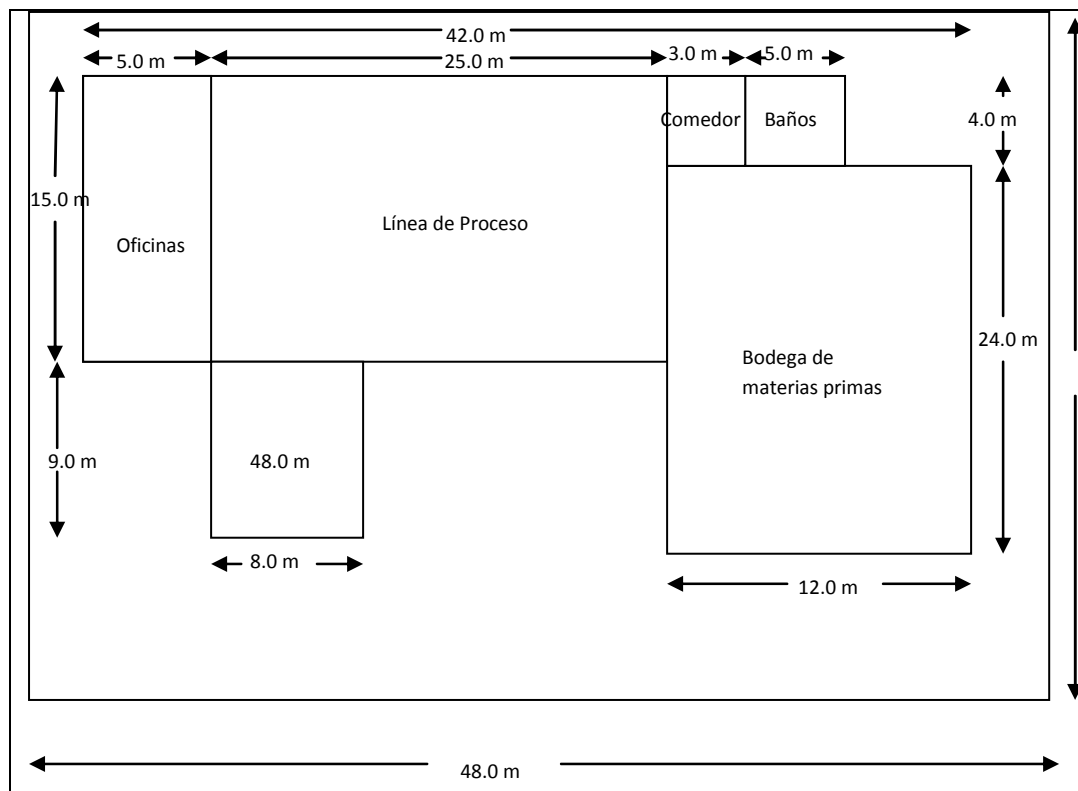 42.0 m
5.0 m
25.0 m
3.0 m
5.0 m
Comedor
Baños
4.0 m
15.0 m
Línea de Proceso
Oficinas
24.0 m
Bodega de
materias primas
9.0 m
48.0 m
8.0 m
12.0 m
48.0 m